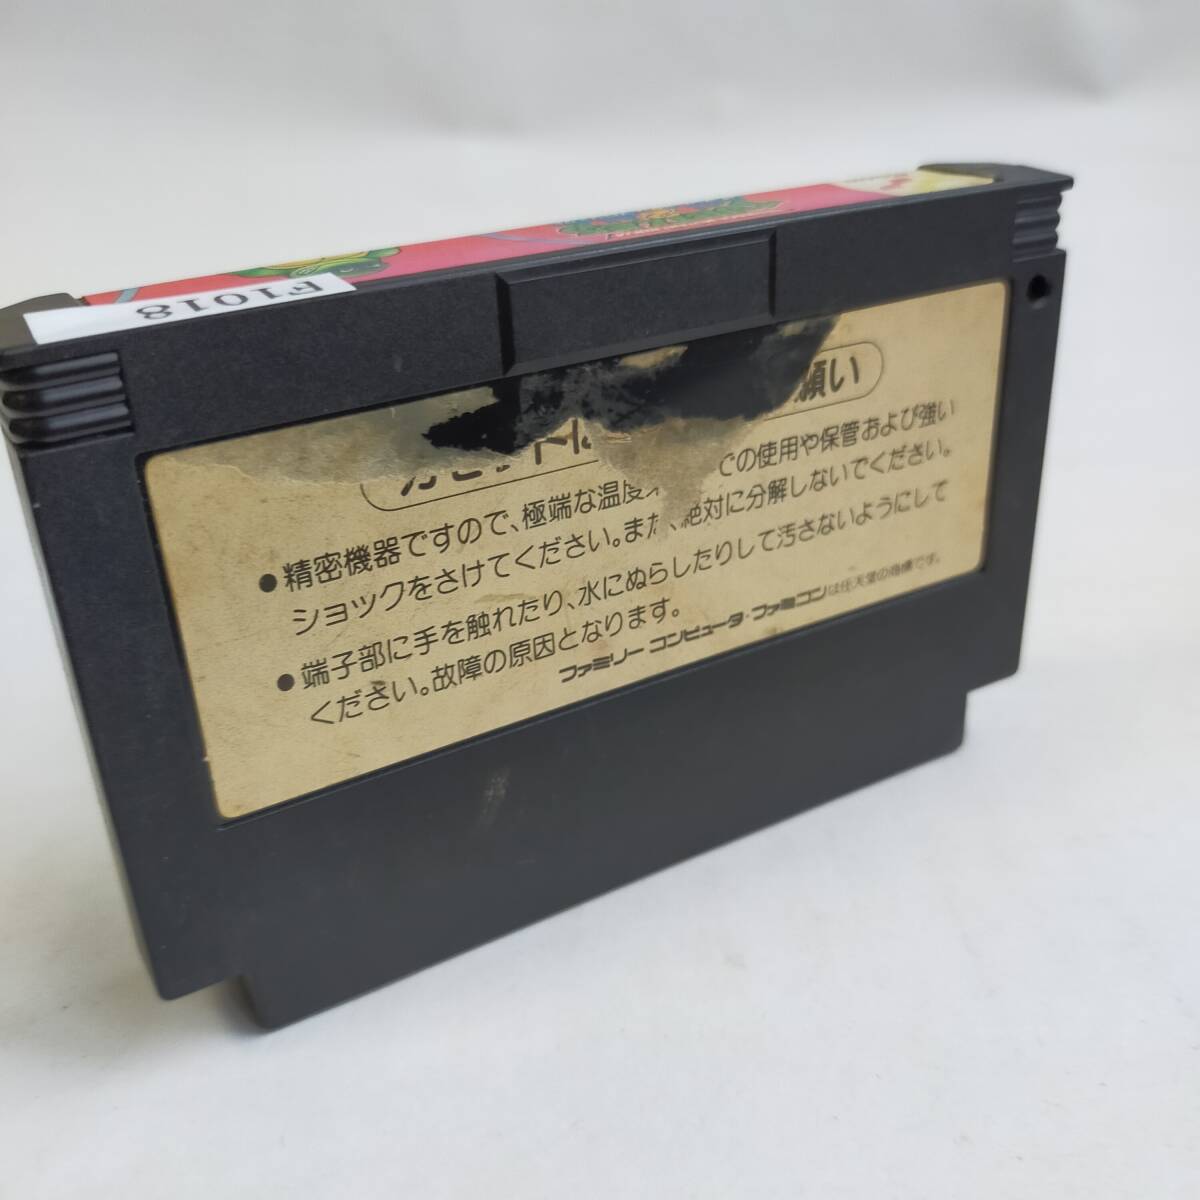 F1018
願い
●精密機器ですので、極端な温度 での使用や保管および強い
ショックをさけてください。また、絶対に分解しないでください。
●端子部に手を触れたり、水にぬらしたりして汚さないようにして
ください。故障の原因となります。
ファミリー コンピュータ・ファミコンは任天堂の商標です。